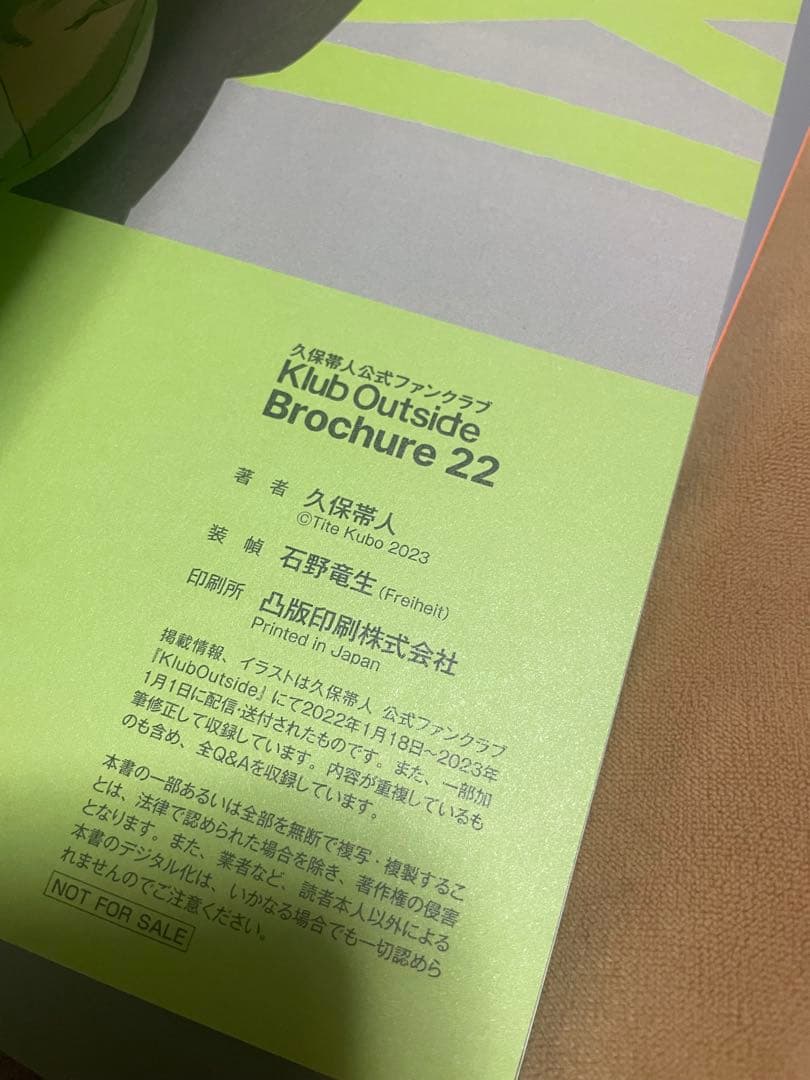 久保帯人公式ファンクラブ
Klub Outside
Brochure 22
著者 久保帯人
©Tite Kubo 2023
装幀 石野竜生(Freiheit)
印刷所 凸版印刷株式会社
Printed in Japan
掲載情報、イラストは久保帯人 公式ファンクラブ
『KlubOutside』にて2022年1月18日~2023年
1月1日に配信・送付されたものです。また、一部加
筆修正して収録しています。内容が重複しているも
のも含め、全Q&Aを収録しています。
本書の一部あるいは全部を無断で複写・複製するこ
とは、法律で認められた場合を除き、著作権の侵害
となります。また、業者など、読者本人以外による
本書のデジタル化は、いかなる場合でも一切認めら
れませんのでご注意ください。
NOT FOR SALE